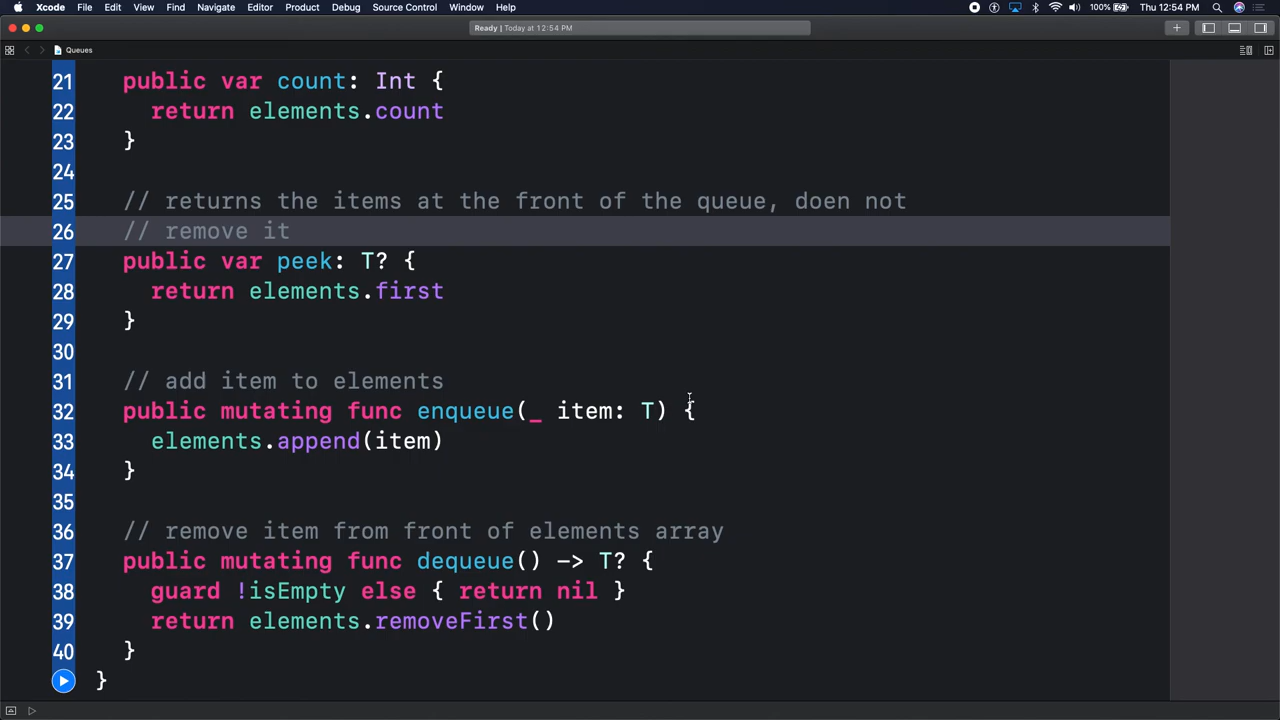 Xcode File Edit View Find Navigate Editor Product Debug Source Control Window Help 100% Thu 12:54 PM
Ready | Today at 12:54 PM
Queues
21 public var count: Int {
22 return elements.count
23 }
24
25 // returns the items at the front of the queue, doen not
26 // remove it
27 public var peek: T? {
28 return elements.first
29 }
30
31 // add item to elements
32 public mutating func enqueue(_ item: T) {
33 elements.append(item)
34 }
35
36 // remove item from front of elements array
37 public mutating func dequeue() -> T? {
38 guard !isEmpty else { return nil }
39 return elements.removeFirst()
40 }
}